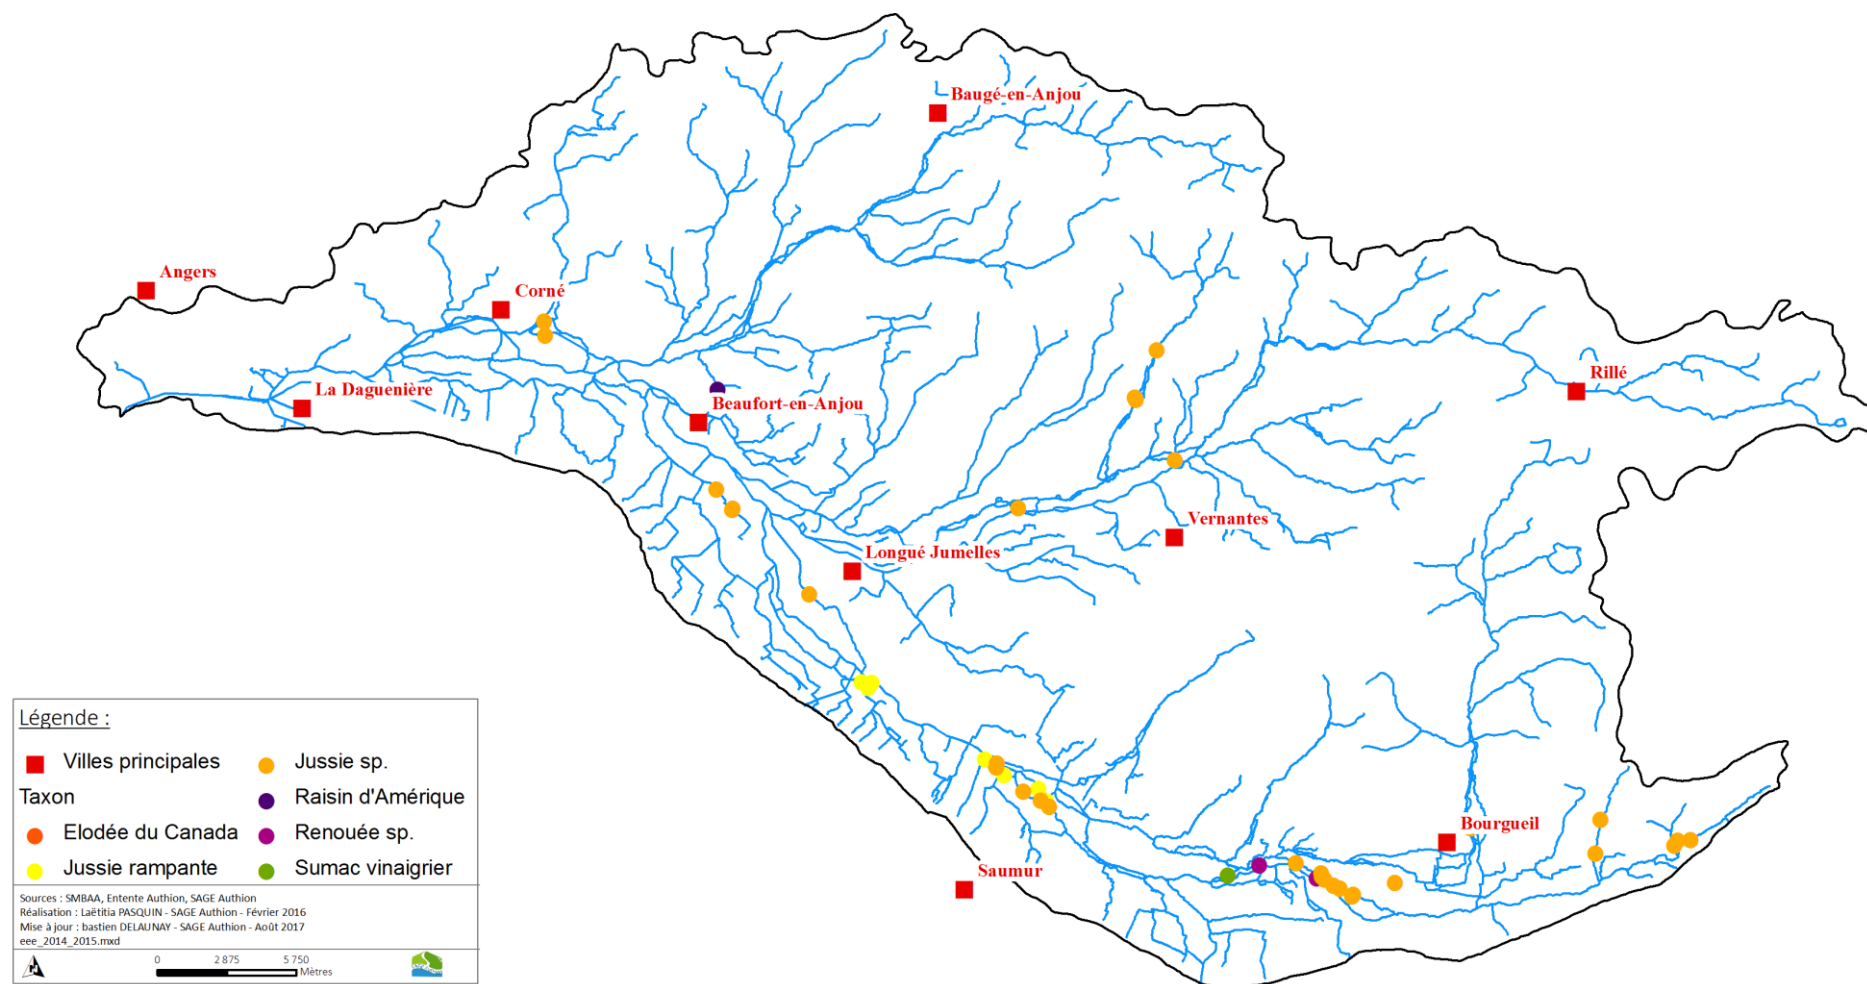 Baugé-en-Anjou
Angers
Corné
La Daguenière
Beaufort-en-Anjou
Rillé
Vernantes
Longué Jumelles
Bourgueil
Saumur
Légende :
Villes principales
Taxon
Elodée du Canada
Jussie rampante
Jussie sp.
Raisin d'Amérique
Renouée sp.
Sumac vinaigrier
Sources : SMBAA, Entente Authion, SAGE Authion
Réalisation : Laëtitia PASQUIN - SAGE Authion - Février 2016
Mise à jour : bastien DELAUNAY - SAGE Authion - Août 2017
eee_2014_2015.mxd
0 2 875 5 750
Mètres